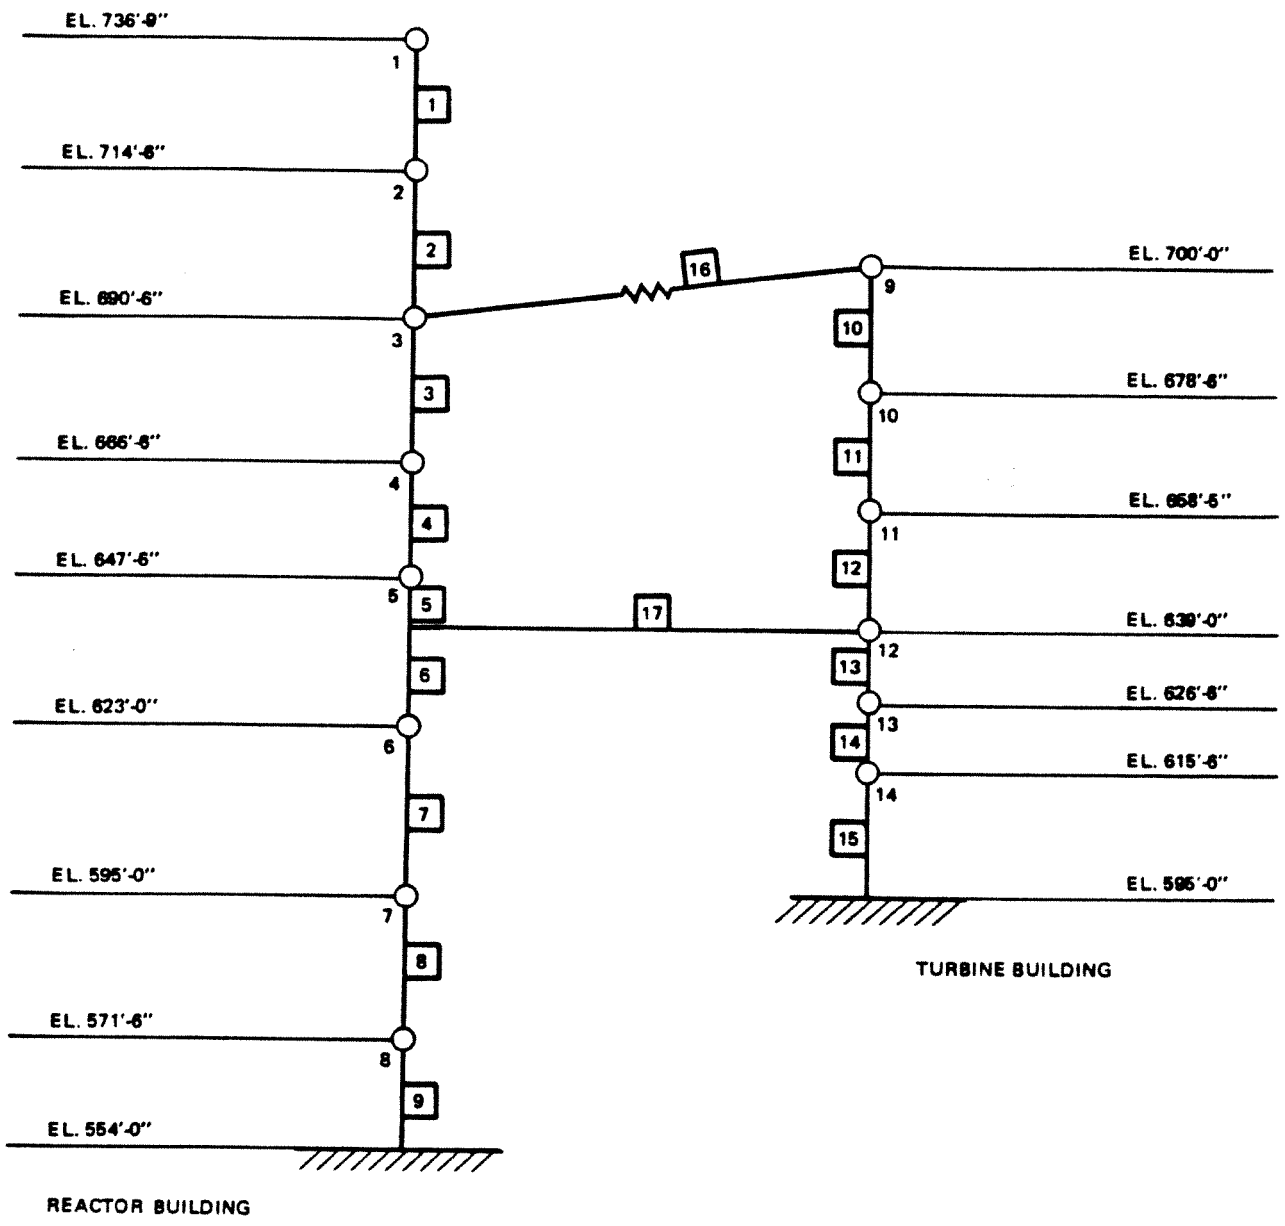 EL. 736'-9"
1
1
EL. 714'-6"
2
2
EL. 700'-0"
16
9
EL. 690'-6"
3
10
3
EL. 678'-6"
10
EL. 666'-6"
4
11
4
EL. 658'-6"
11
EL. 647'-6"
5
12
5
17
EL. 639'-0"
12
6
13
EL. 626'-6"
13
EL. 623'-0"
6
14
EL. 615'-6"
14
7
15
EL. 595'-0"
7
EL. 595'-0"
8
TURBINE BUILDING
EL. 571'-6"
8
9
EL. 554'-0"
REACTOR BUILDING